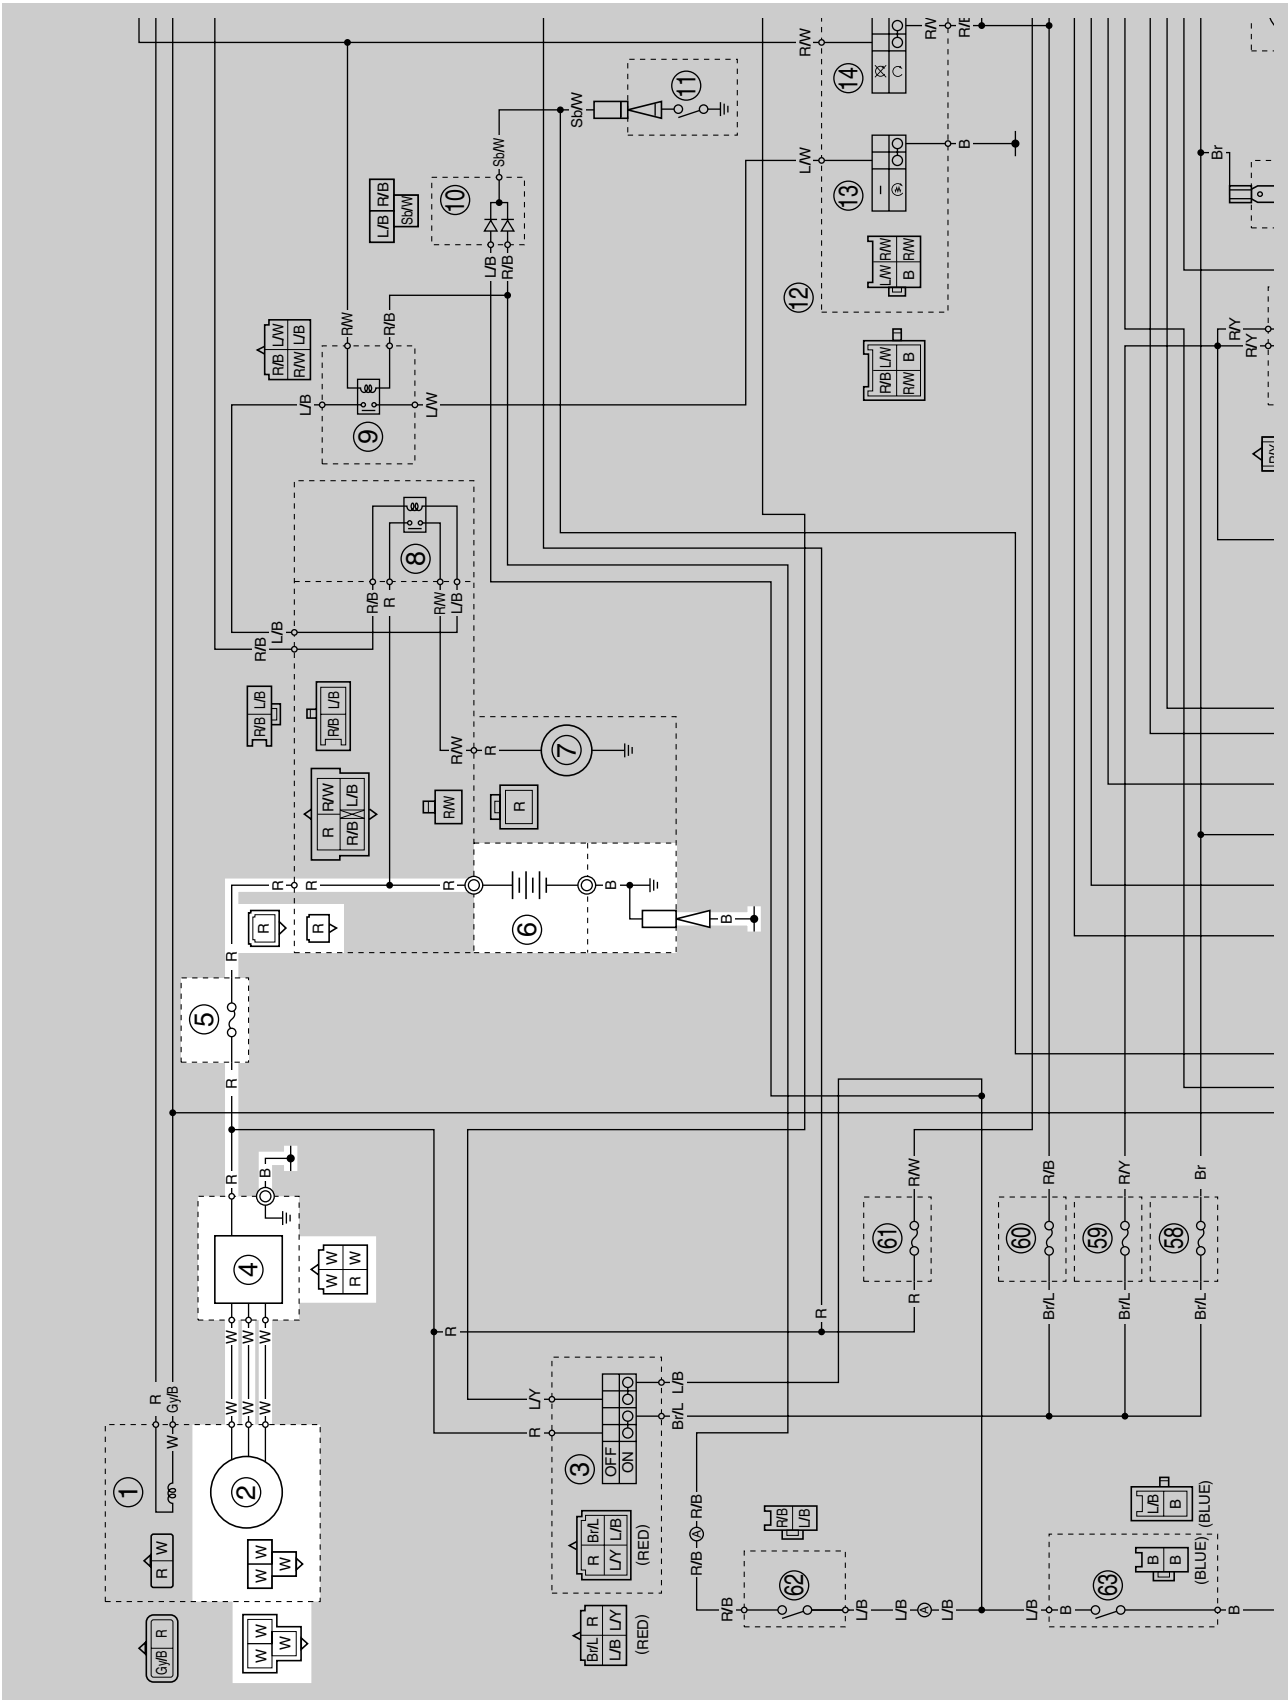 R/W
14
11
Sb/W
Sb/W
L/W
B
13
Br
10
L/B R/B
Sb/W
L/B
R/B
L/W R/W
B R/W
12
R/W
R/B
R/B L/W
R/W L/B
R/Y
R/Y
R/B L/W
R/W B
L/B
L/W
9
8
R/B
R
R/W
L/B
R/B
L/B
R/B L/B
R/B L/B
R/W
R
7
R R/W
R/B L/B
R/W
R
R
R
R
B
R
R
6
B
R
5
R
R
B
R/W
R/B
R/Y
Br
4
W W
W R
61
60
59
58
R
Br/L
Br/L
Br/L
R
R
W
W
W
R
Gy/B
W
W
W
W
L/Y
R
L/B
Br/L
1
2
3
OFF
ON
R/B
A
R/B
R W
W
W W
R Br/L
L/Y L/B
(RED)
R/B
L/B
L/B
B
(BLUE)
B
B
(BLUE)
62
63
R/B
L/B
L/B
A
L/B
L/B
B
B
Gy/B R
W
W W
Br/L R
L/B L/Y
(RED)